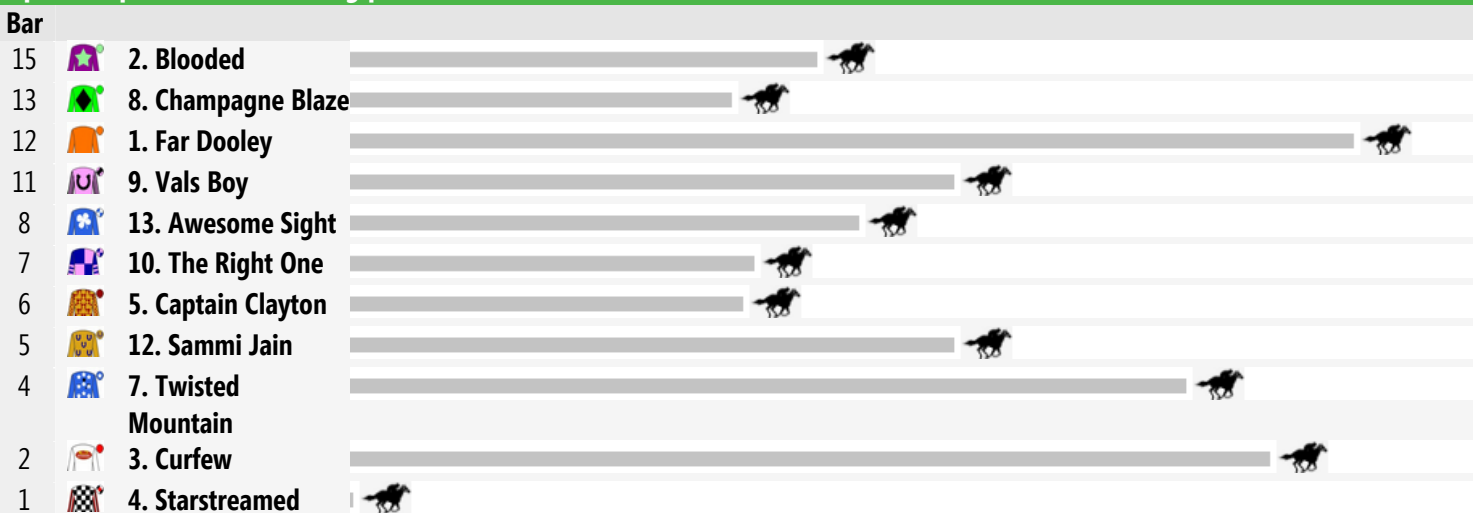 Bar
15 2. Blooded
13 8. Champagne Blaze
12 1. Far Dooley
11 9. Vals Boy
8 13. Awesome Sight
7 10. The Right One
6 5. Captain Clayton
5 12. Sammi Jain
4 7. Twisted
Mountain
2 3. Curfew
1 4. Starstreamed